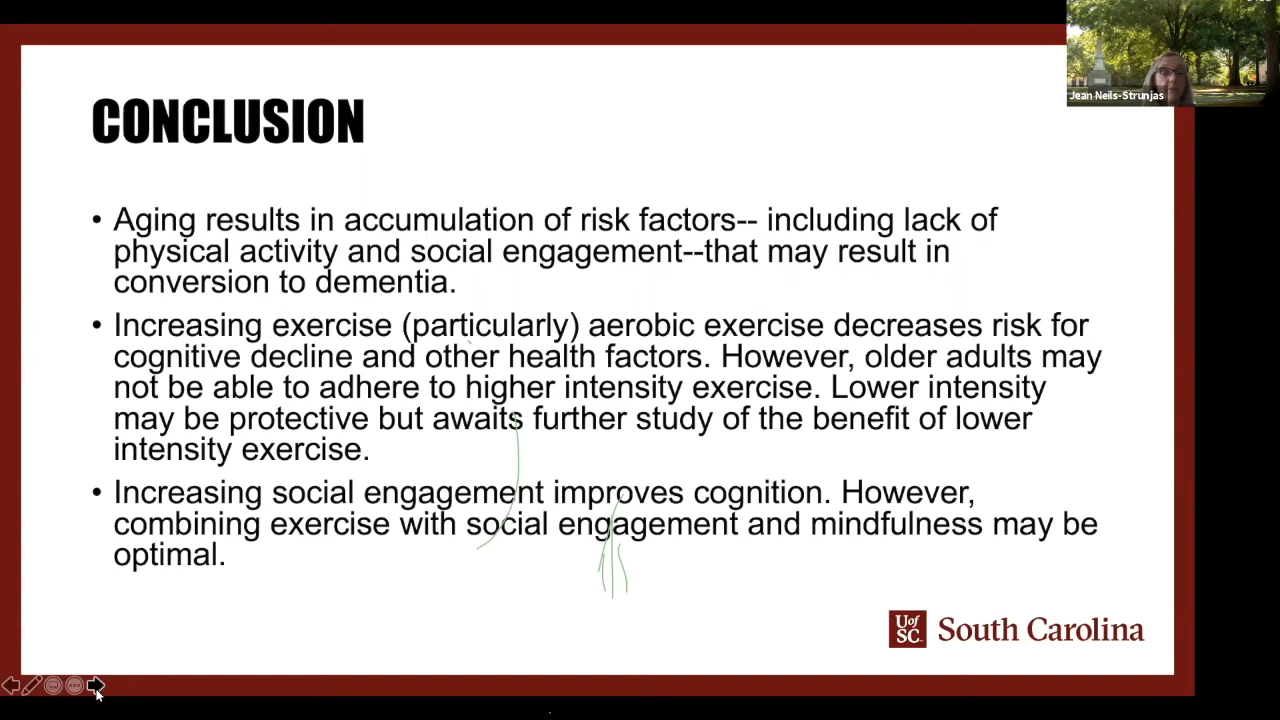 Jean Neils-Strunjas
CONCLUSION
• Aging results in accumulation of risk factors-- including lack of
physical activity and social engagement--that may result in
conversion to dementia.
• Increasing exercise (particularly) aerobic exercise decreases risk for
cognitive decline and other health factors. However, older adults may
not be able to adhere to higher intensity exercise. Lower intensity
may be protective but awaits further study of the benefit of lower
intensity exercise.
• Increasing social engagement improves cognition. However,
combining exercise with social engagement and mindfulness may be
optimal.
UofSC South Carolina